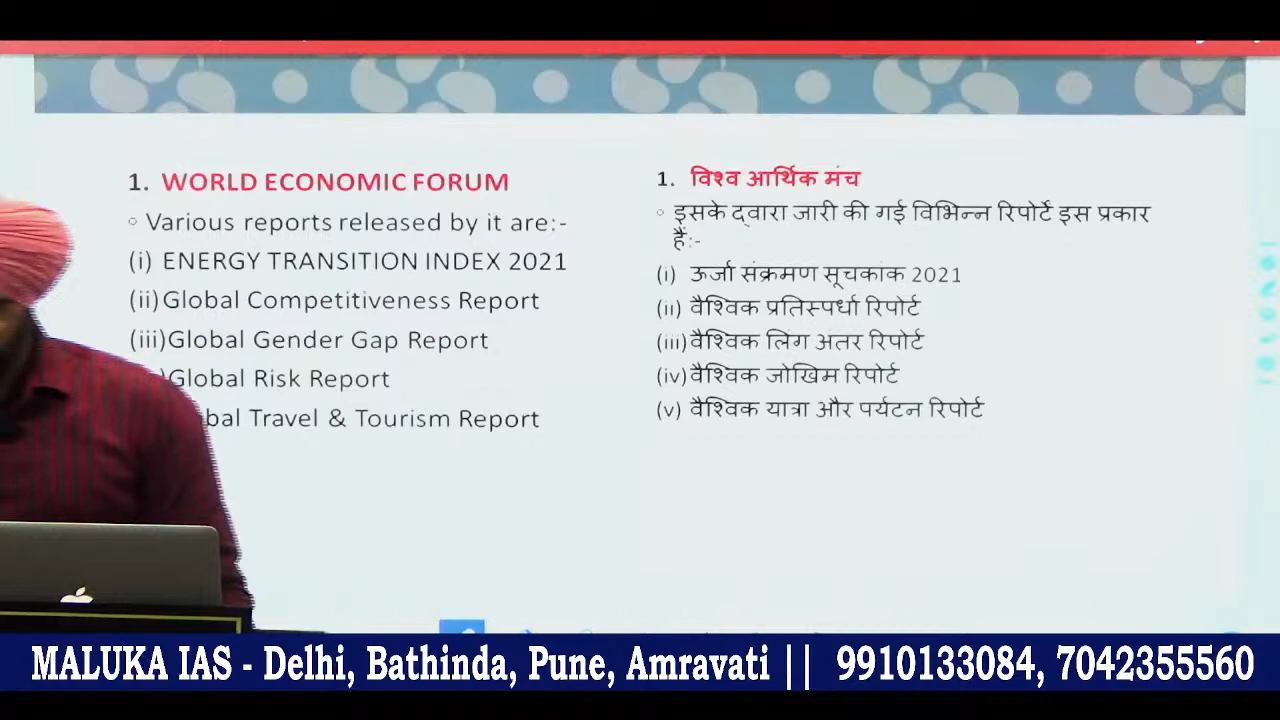 1. WORLD ECONOMIC FORUM
Various reports released by it are:-
(i) ENERGY TRANSITION INDEX 2021
(ii) Global Competitiveness Report
(iii) Global Gender Gap Report
) Global Risk Report
bal Travel & Tourism Report
1. विश्व आर्थिक मंच
इसके द्वारा जारी की गई विभिन्न रिपोर्टें इस प्रकार
हैं:-
(i) ऊर्जा संक्रमण सूचकांक 2021
(ii) वैश्विक प्रतिस्पर्धा रिपोर्ट
(iii) वैश्विक लिंग अंतर रिपोर्ट
(iv) वैश्विक जोखिम रिपोर्ट
(v) वैश्विक यात्रा और पर्यटन रिपोर्ट
MALUKA IAS - Delhi, Bathinda, Pune, Amravati || 9910133084, 7042355560